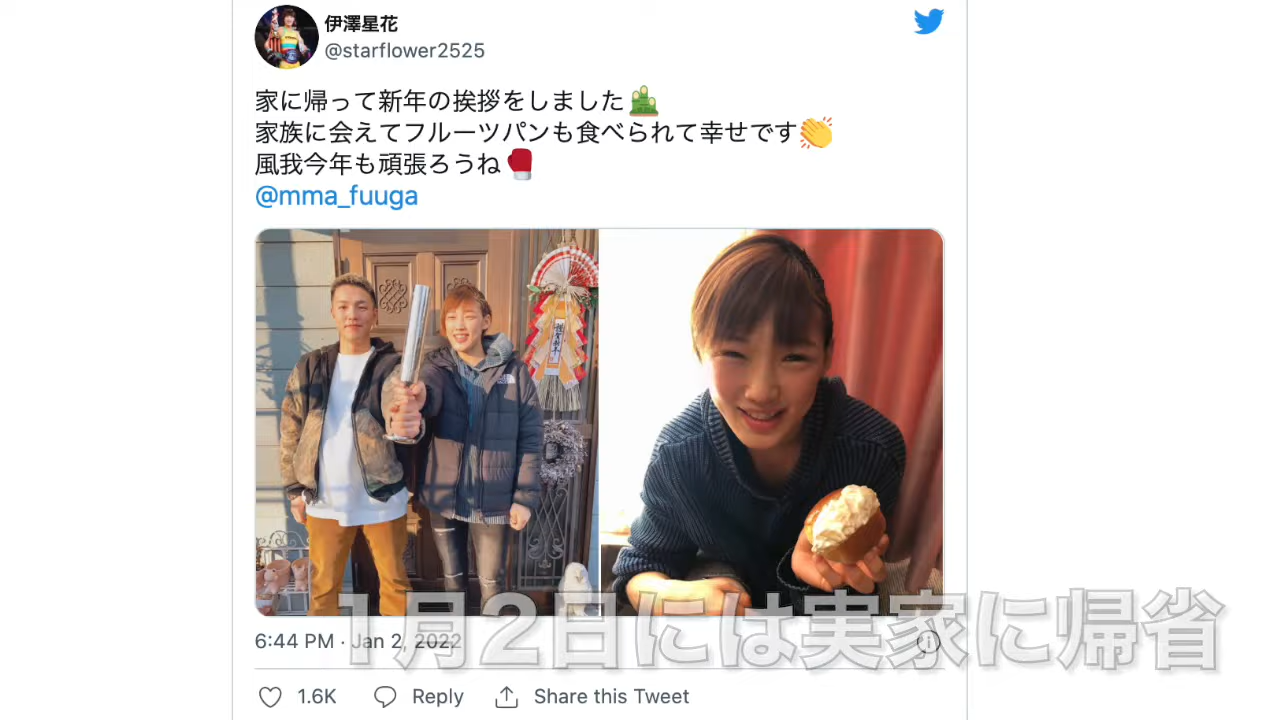 伊澤星花
@starflower2525
家に帰って新年の挨拶をしました🎍
家族に会えてフルーツパンも食べられて幸せです👏
風我今年も頑張ろうね🥊
@mma_fuuga
謹賀新年
1月2日には実家に帰省
6:44 PM · Jan 2, 2022
1.6K
Reply
Share this Tweet